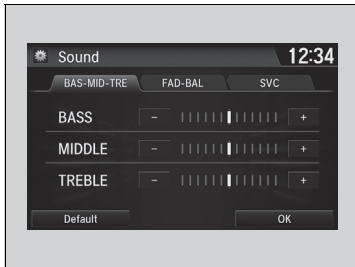 Sound 12:34
BAS-MID-TRE FAD-BAL SVC
BASS - +
MIDDLE - +
TREBLE - +
Default OK